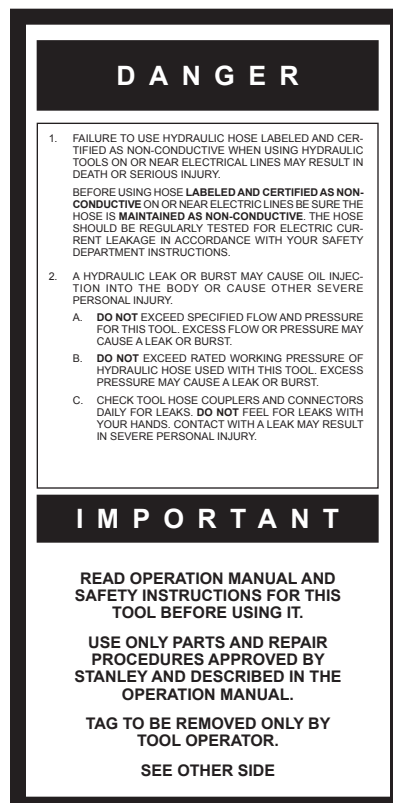 DANGER
1. FAILURE TO USE HYDRAULIC HOSE LABELED AND CER-
TIFIED AS NON-CONDUCTIVE WHEN USING HYDRAULIC
TOOLS ON OR NEAR ELECTRICAL LINES MAY RESULT IN
DEATH OR SERIOUS INJURY.
BEFORE USING HOSE LABELED AND CERTIFIED AS NON-
CONDUCTIVE ON OR NEAR ELECTRIC LINES BE SURE THE
HOSE IS MAINTAINED AS NON-CONDUCTIVE. THE HOSE
SHOULD BE REGULARLY TESTED FOR ELECTRIC CUR-
RENT LEAKAGE IN ACCORDANCE WITH YOUR SAFETY
DEPARTMENT INSTRUCTIONS.
2. A HYDRAULIC LEAK OR BURST MAY CAUSE OIL INJEC-
TION INTO THE BODY OR CAUSE OTHER SEVERE
PERSONAL INJURY.
A. DO NOT EXCEED SPECIFIED FLOW AND PRESSURE
FOR THIS TOOL. EXCESS FLOW OR PRESSURE MAY
CAUSE A LEAK OR BURST.
B. DO NOT EXCEED RATED WORKING PRESSURE OF
HYDRAULIC HOSE USED WITH THIS TOOL. EXCESS
PRESSURE MAY CAUSE A LEAK OR BURST.
C. CHECK TOOL HOSE COUPLERS AND CONNECTORS
DAILY FOR LEAKS. DO NOT FEEL FOR LEAKS WITH
YOUR HANDS. CONTACT WITH A LEAK MAY RESULT
IN SEVERE PERSONAL INJURY.
IMPORTANT
READ OPERATION MANUAL AND
SAFETY INSTRUCTIONS FOR THIS
TOOL BEFORE USING IT.
USE ONLY PARTS AND REPAIR
PROCEDURES APPROVED BY
STANLEY AND DESCRIBED IN THE
OPERATION MANUAL.
TAG TO BE REMOVED ONLY BY
TOOL OPERATOR.
SEE OTHER SIDE